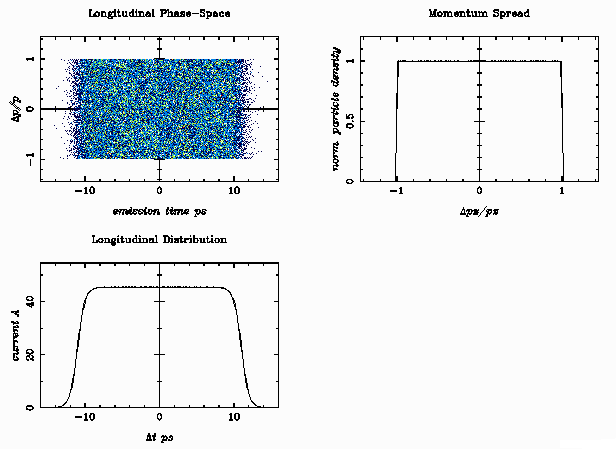 Longitudinal Phase-Space
Δp/p
1
0
-1
-10
0
10
emission time ps
Momentum Spread
norm particle density
1
0.5
0
-1
0
1
Δpz/pz
Longitudinal Distribution
current A
40
20
0
-10
0
10
Δt ps